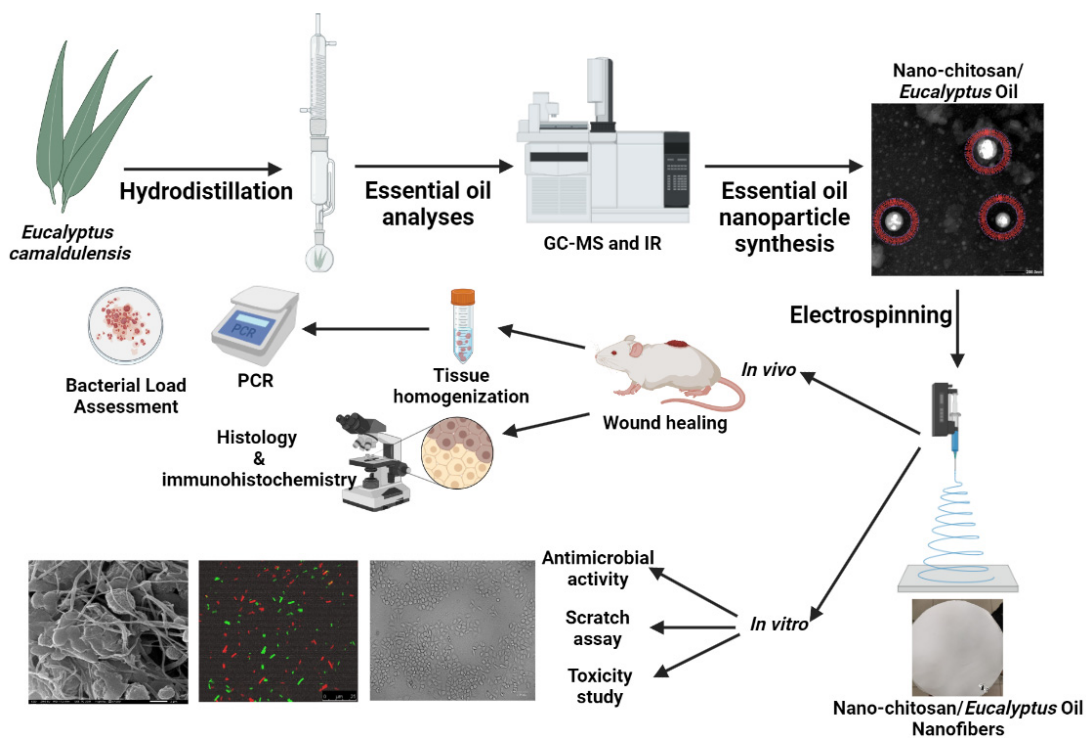 Eucalyptus
camaldulensis
Hydrodistillation
Essential oil
analyses
GC-MS and IR
Essential oil
nanoparticle
synthesis
Nano-chitosan/
Eucalyptus Oil
Electrospinning
Bacterial Load
Assessment
PCR
PCR
Tissue
homogenization
Wound healing
In vivo
Histology
&
immunohistochemistry
Antimicrobial
activity
Scratch
assay
Toxicity
study
In vitro
Nano-chitosan/Eucalyptus Oil
Nanofibers